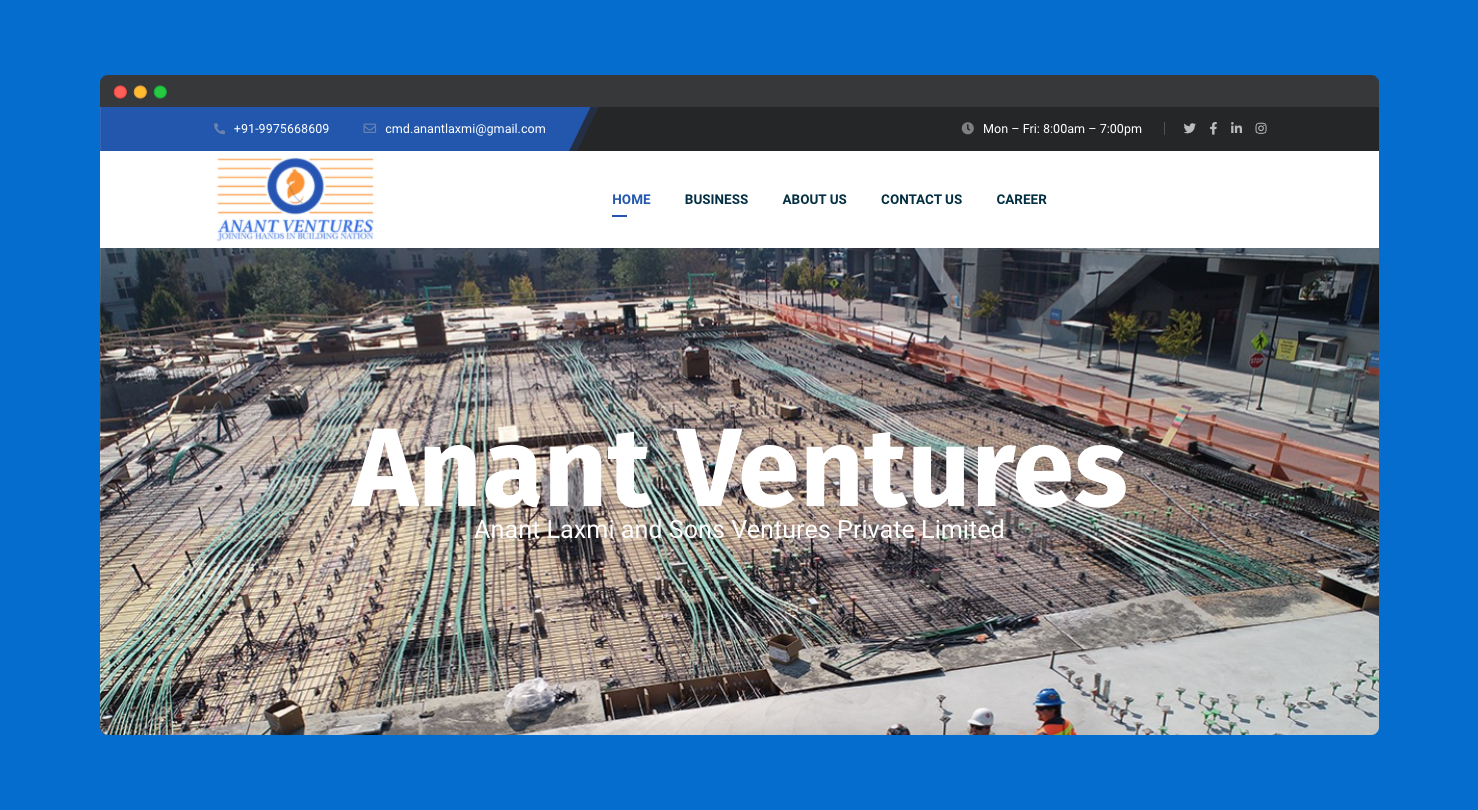 +91-9975668609 cmd.anantlaxmi@gmail.com Mon – Fri: 8:00am – 7:00pm
ANANT VENTURES
JOINING HANDS IN BUILDING NATION
HOME BUSINESS ABOUT US CONTACT US CAREER
STOP
Anant Ventures
Anant Laxmi and Sons Ventures Private Limited